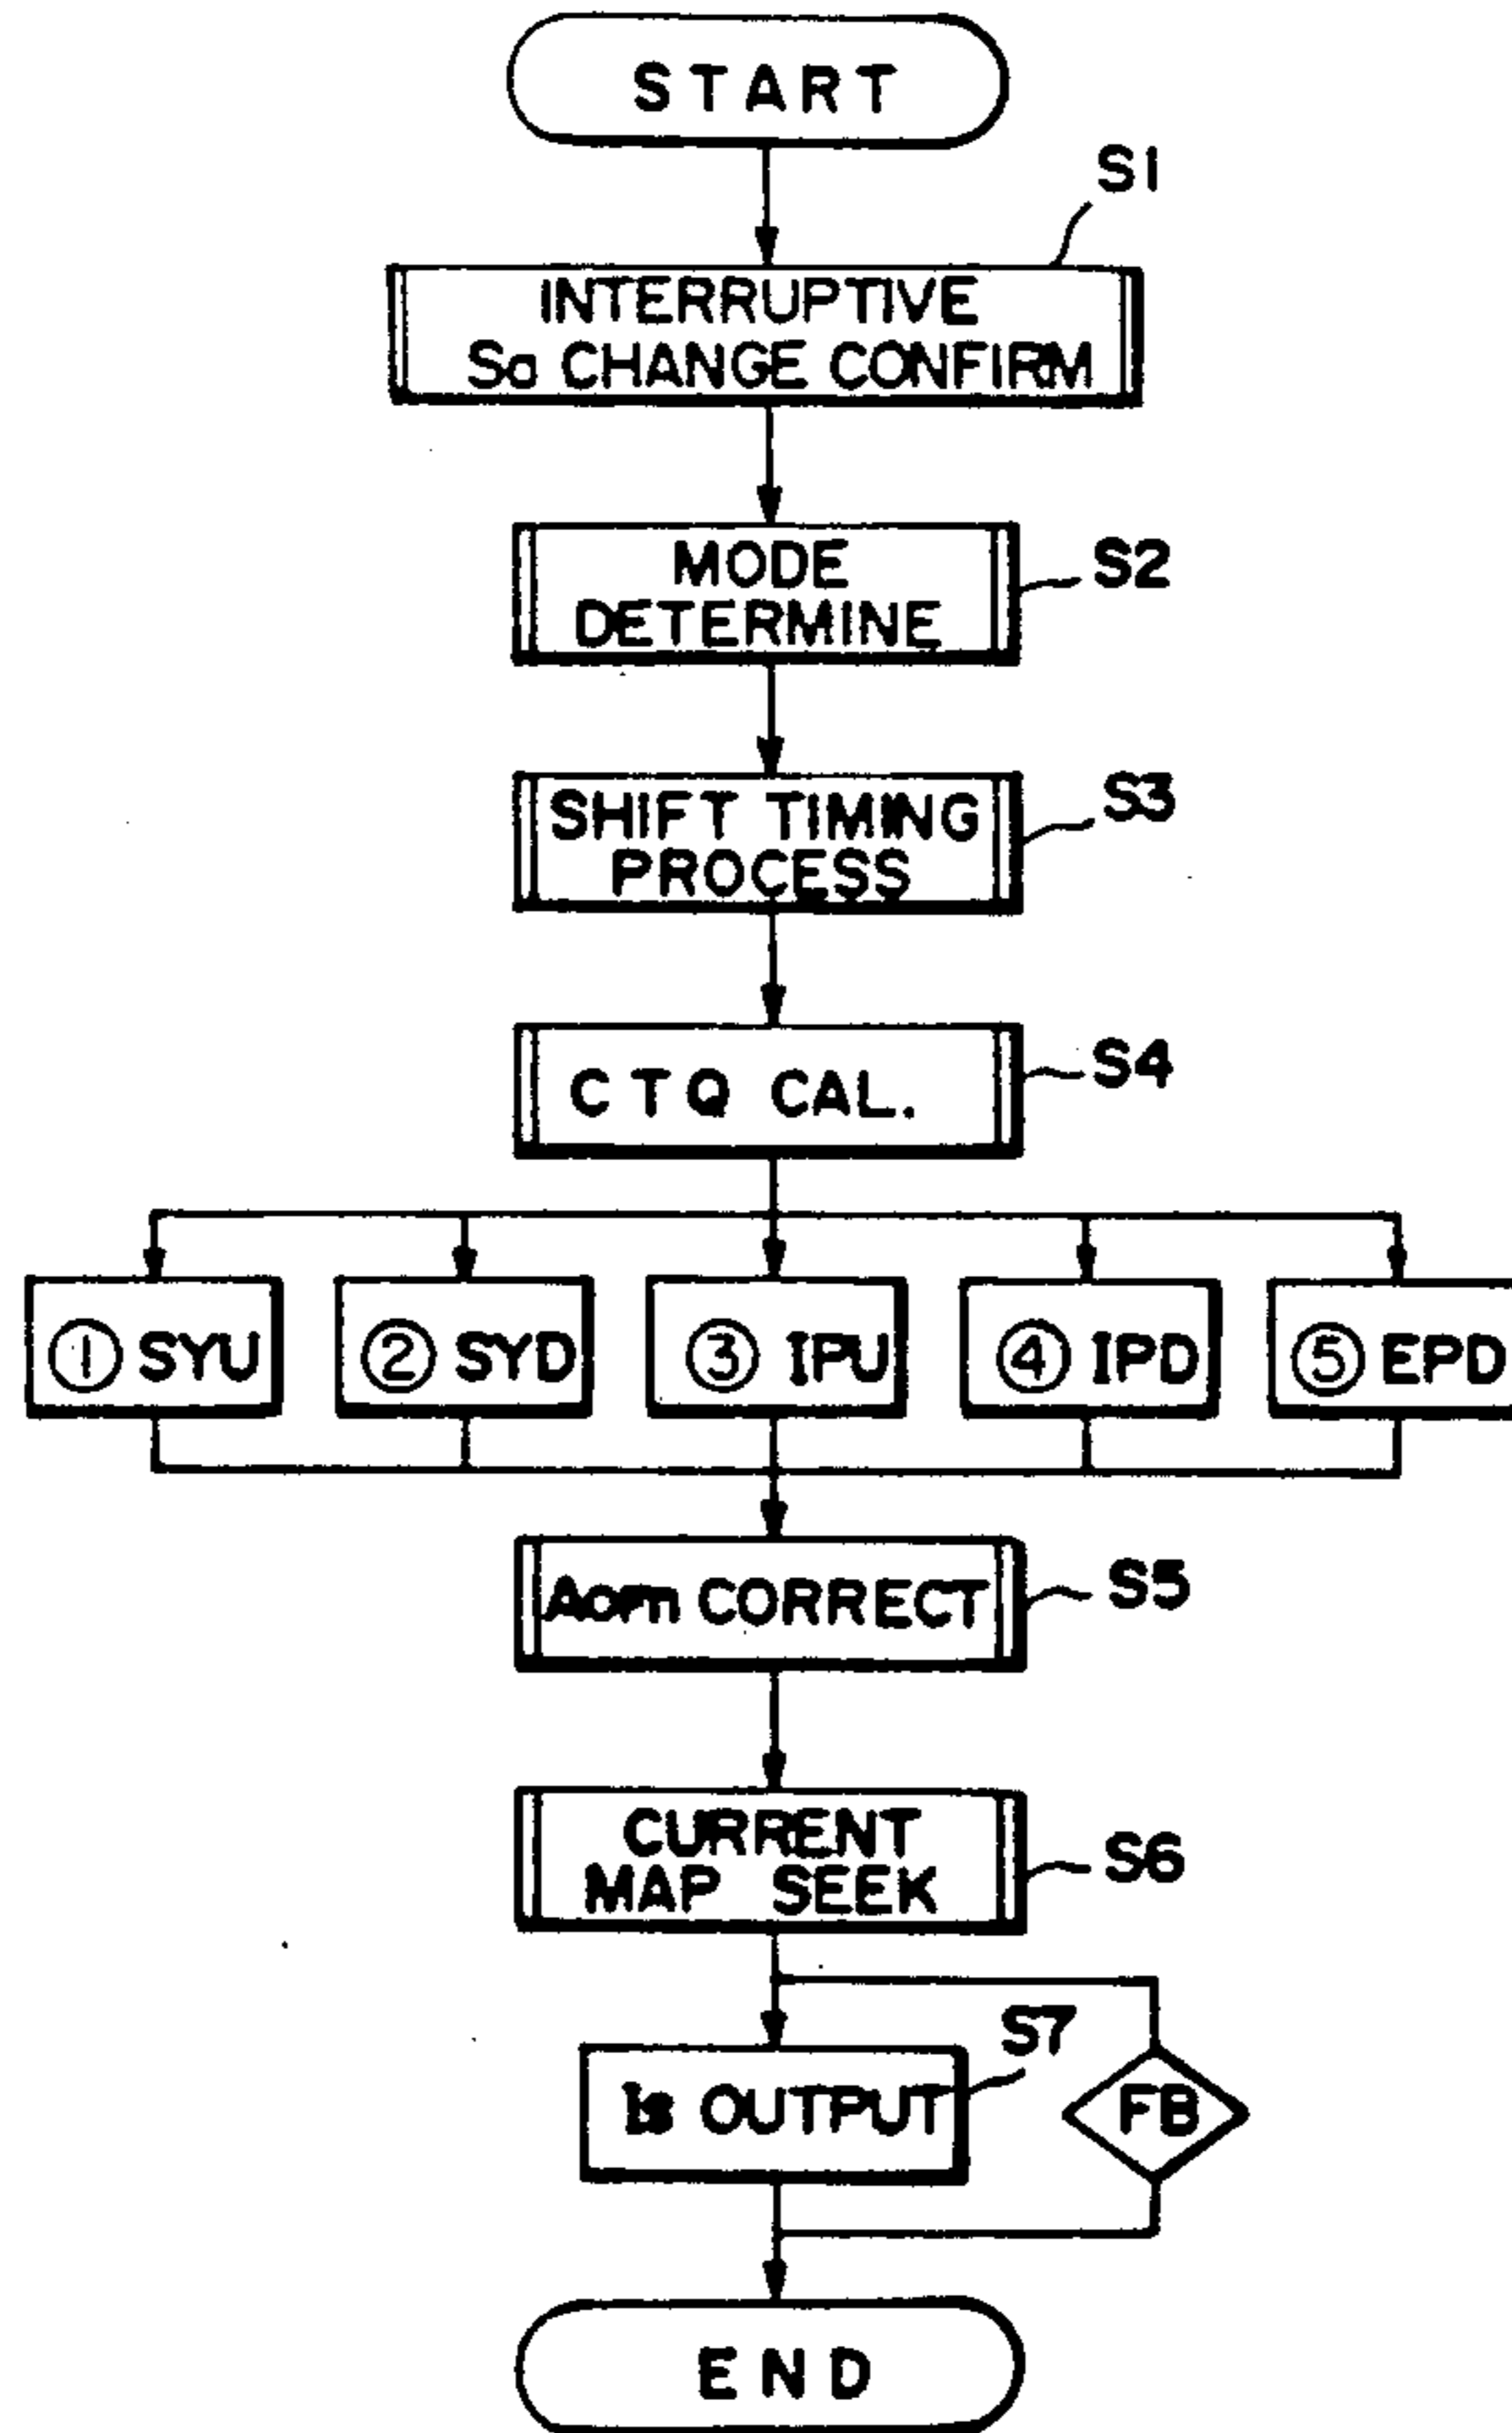 START
S1
INTERRUPTIVE
Sa CHANGE CONFIRM
MODE
DETERMINE
S2
SHIFT TIMING
PROCESS
S3
CTQ CAL.
S4
① SYU
② SYD
③ IPU
④ IPD
⑤ EPD
CORRECT
S5
CURRENT
MAP SEEK
S6
S7
Is OUTPUT
FB
END